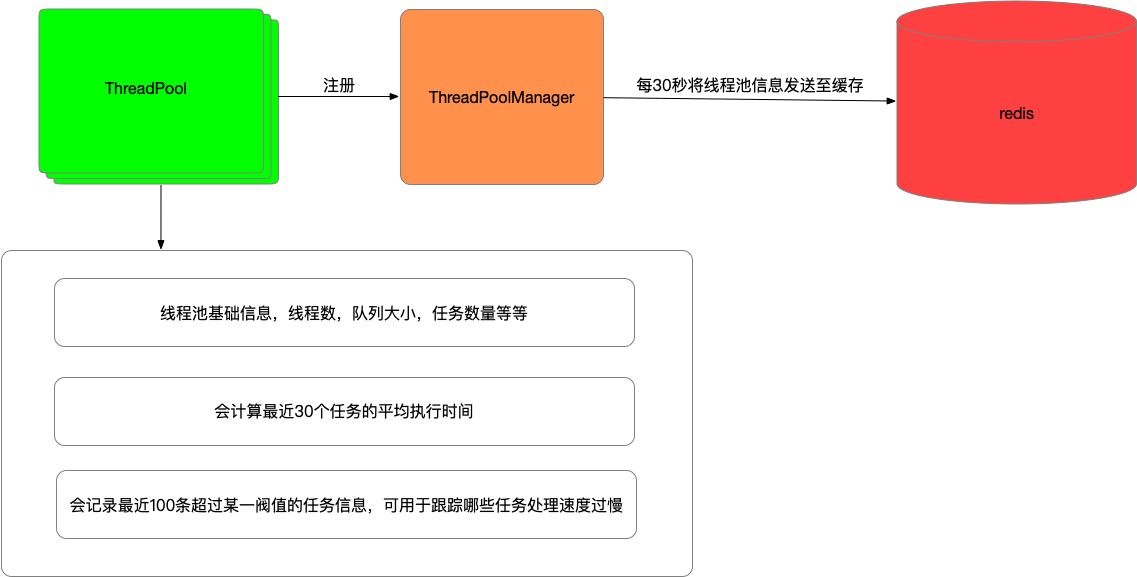 ThreadPool
注册
ThreadPoolManager
每30秒将线程池信息发送至缓存
redis
线程池基础信息，线程数，队列大小，任务数量等等
会计算最近30个任务的平均执行时间
会记录最近100条超过某一阀值的任务信息，可用于跟踪哪些任务处理速度过慢